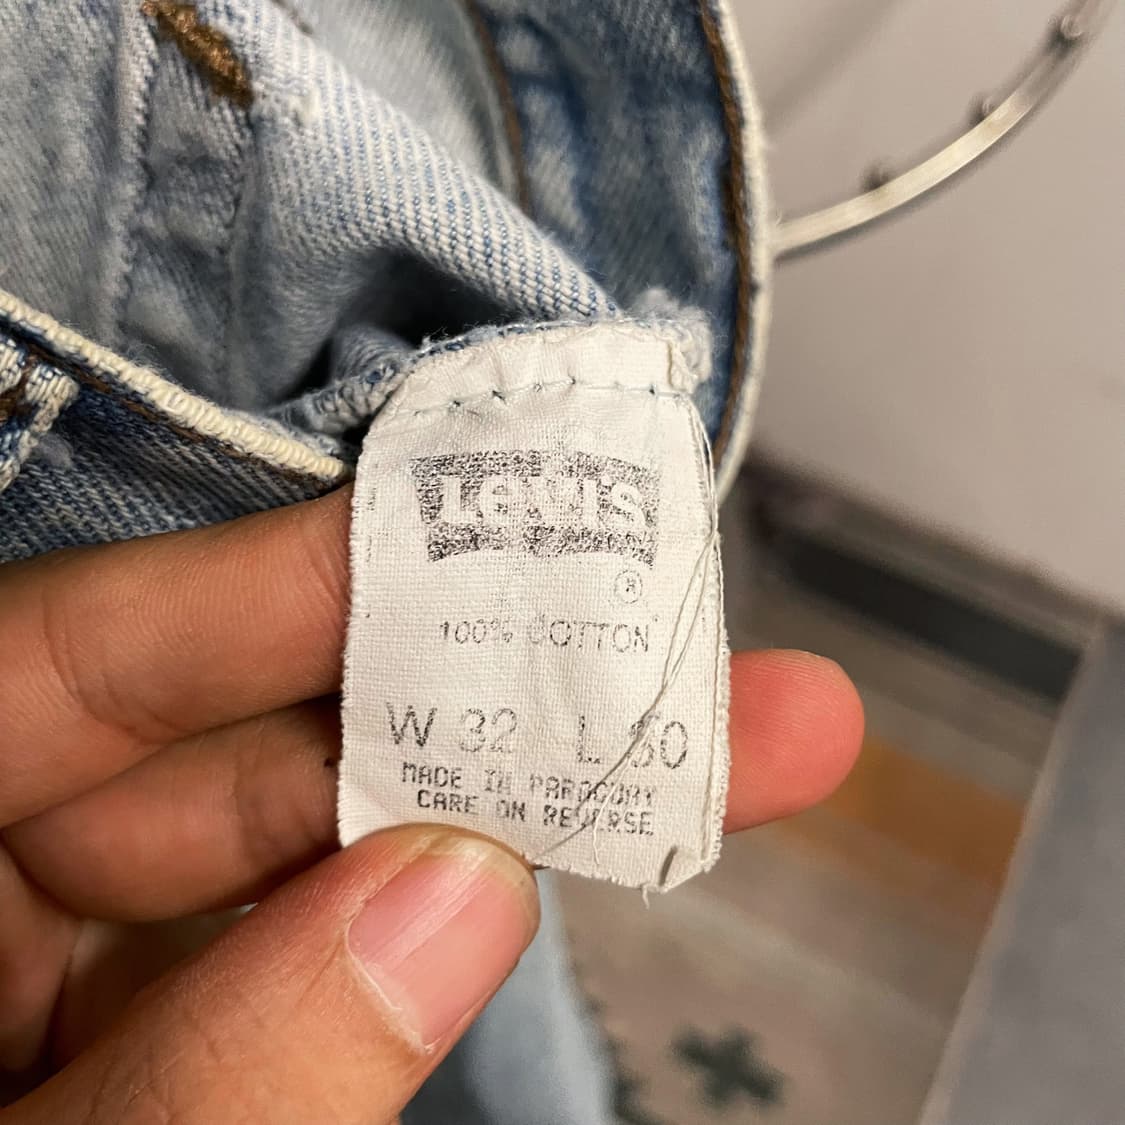 Levi's
®
100% COTTON
W 32 L 30
MADE IN PARAGUAY
CARE ON REVERSE